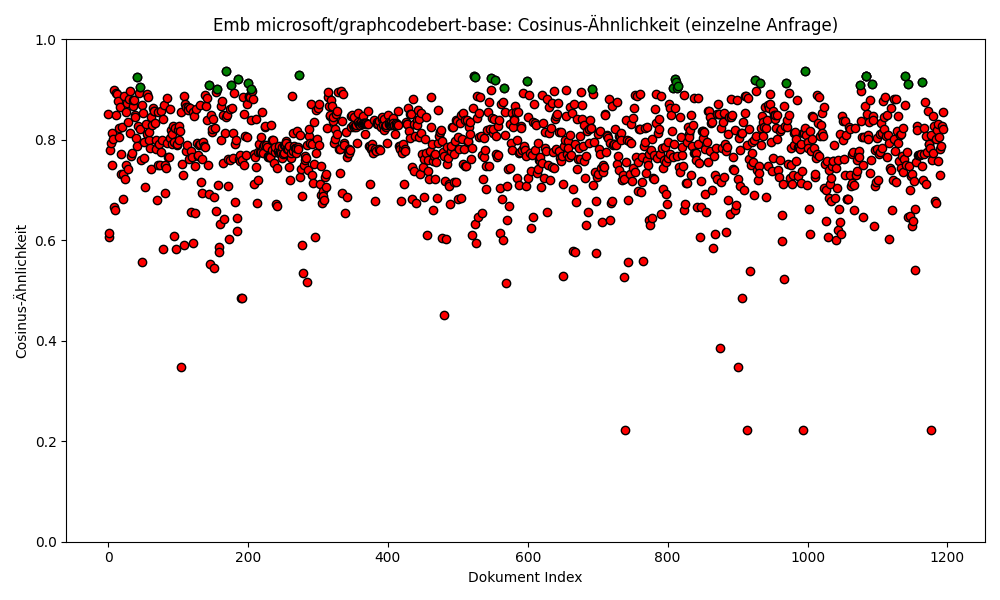 Emb microsoft/graphcodebert-base: Cosinus-Ähnlichkeit (einzelne Anfrage)
1.0
0.8
0.6
0.4
0.2
0.0
Cosinus-Ähnlichkeit
0 200 400 600 800 1000 1200
Dokument Index